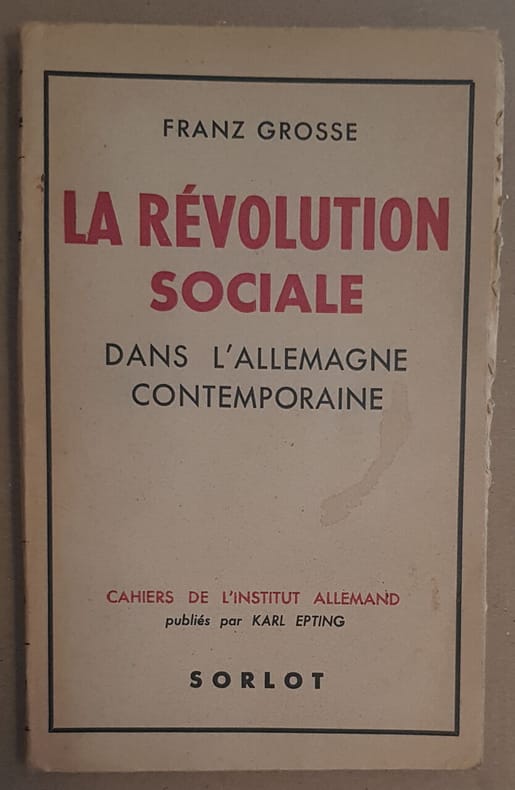 FRANZ GROSSE
LA RÉVOLUTION
SOCIALE
DANS L'ALLEMAGNE
CONTEMPORAINE
CAHIERS DE L'INSTITUT ALLEMAND
publiés par KARL EPTING
SORLOT